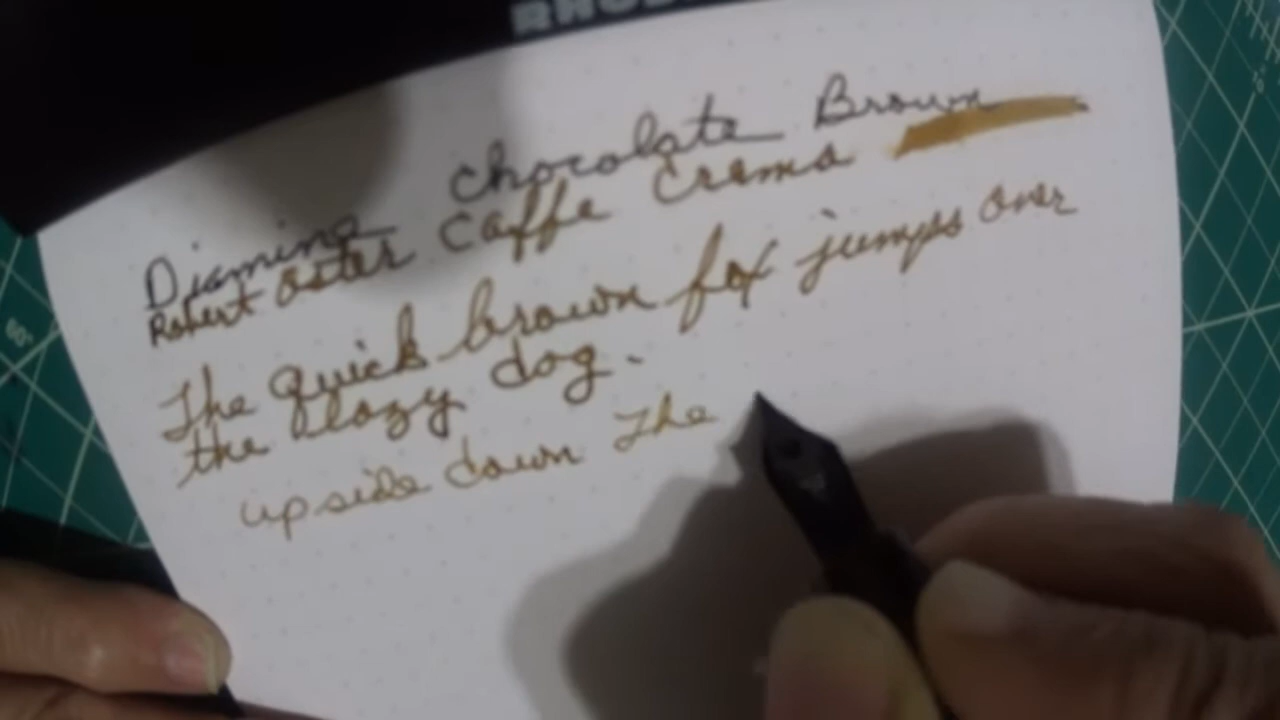 Diamine Chocolate Brown
Robert Oster Caffe Crema
The quick brown fox jumps over
the lazy dog.
upside down The